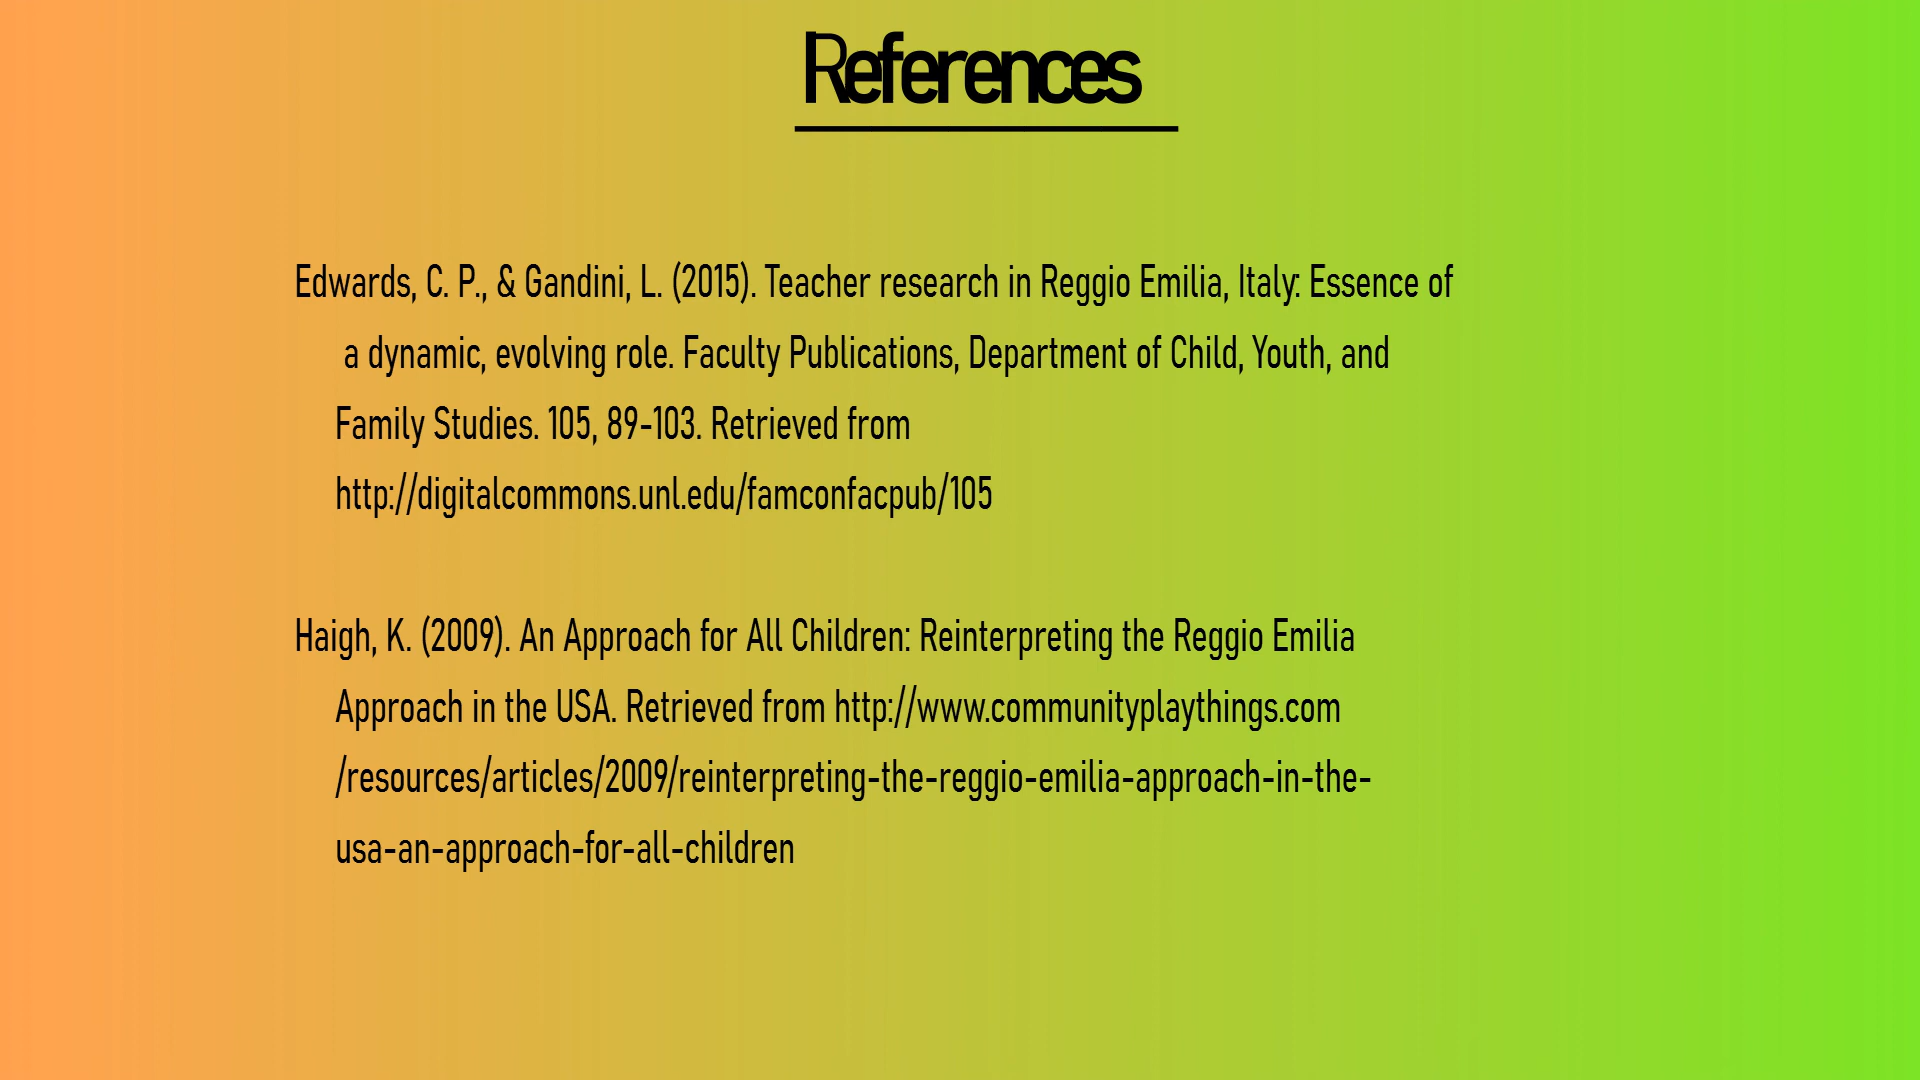 References
Edwards, C. P., & Gandini, L. (2015). Teacher research in Reggio Emilia, Italy: Essence of
a dynamic, evolving role. Faculty Publications, Department of Child, Youth, and
Family Studies. 105, 89-103. Retrieved from
http://digitalcommons.unl.edu/famconfacpub/105
Haigh, K. (2009). An Approach for All Children: Reinterpreting the Reggio Emilia
Approach in the USA. Retrieved from http://www.communityplaythings.com
/resources/articles/2009/reinterpreting-the-reggio-emilia-approach-in-the-
usa-an-approach-for-all-children